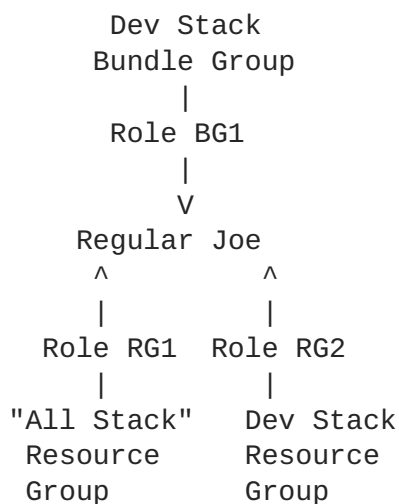 Dev Stack
Bundle Group
|
Role BG1
|
V
Regular Joe
^ ^
| |
Role RG1 Role RG2
| |
"All Stack" Dev Stack
Resource Resource
Group Group